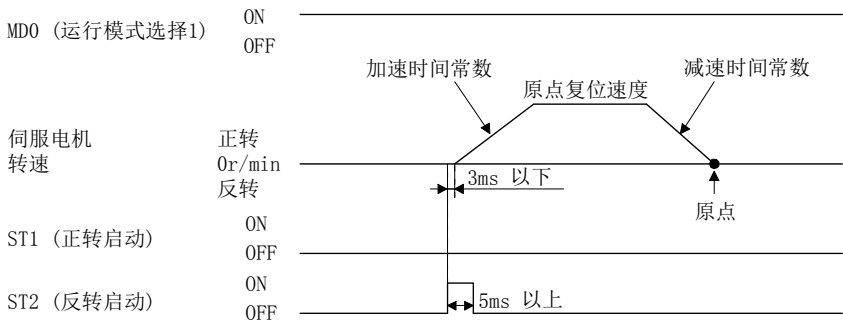 MD0 (运行模式选择1)
ON
OFF
加速时间常数
减速时间常数
原点复位速度
伺服电机
转速
正转
0r/min
反转
3ms 以下
原点
ST1 (正转启动)
ON
OFF
ST2 (反转启动)
ON
OFF
5ms 以上